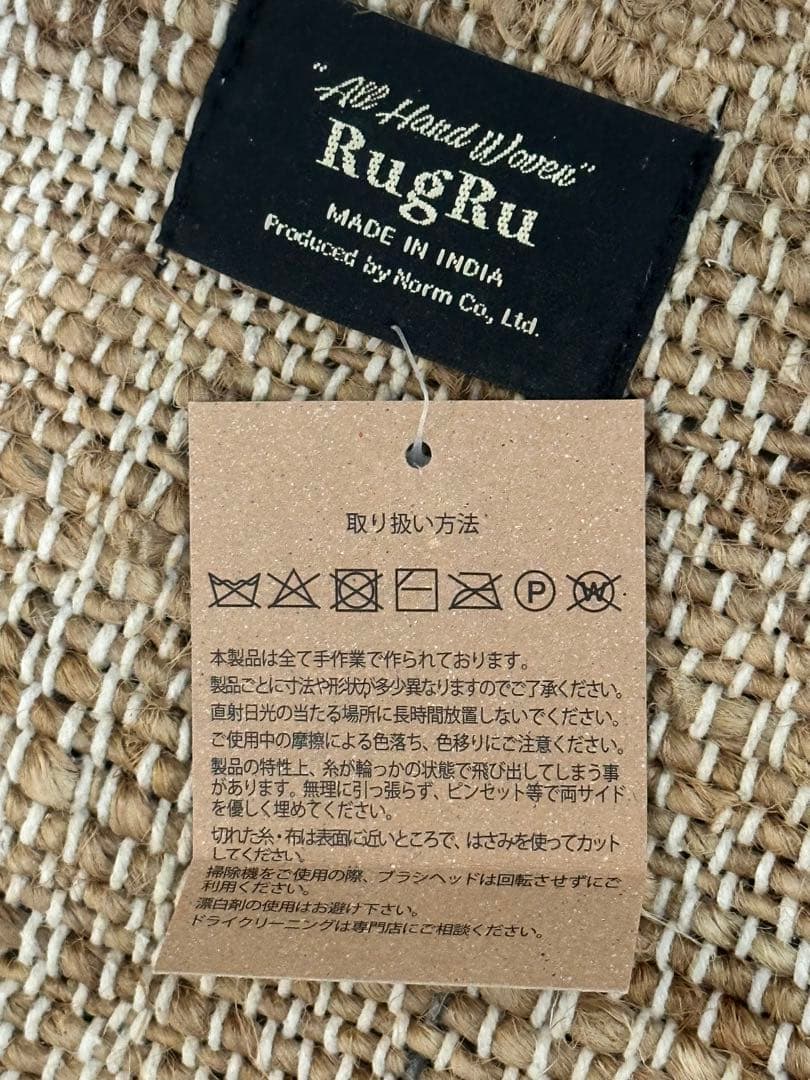 "All Hand Woven"
RugRu
MADE IN INDIA
Produced by Norm Co., Ltd.
取り扱い方法
P W
本製品は全て手作業で作られております。
製品ごとに寸法や形状が多少異なりますのでご了承ください。
直射日光の当たる場所に長時間放置しないでください。
ご使用中の摩擦による色落ち、色移りにご注意ください。
製品の特性上、糸が輪っかの状態で飛び出してしまう事
があります。無理に引っ張らず、ピンセット等で両サイド
を優しく埋めてください。
切れた糸・布は表面に近いところで、はさみを使ってカット
してください。
掃除機をご使用の際、ブラシヘッドは回転させずにご
利用ください。
漂白剤の使用はお避け下さい。
ドライクリーニングは専門店にご相談ください。